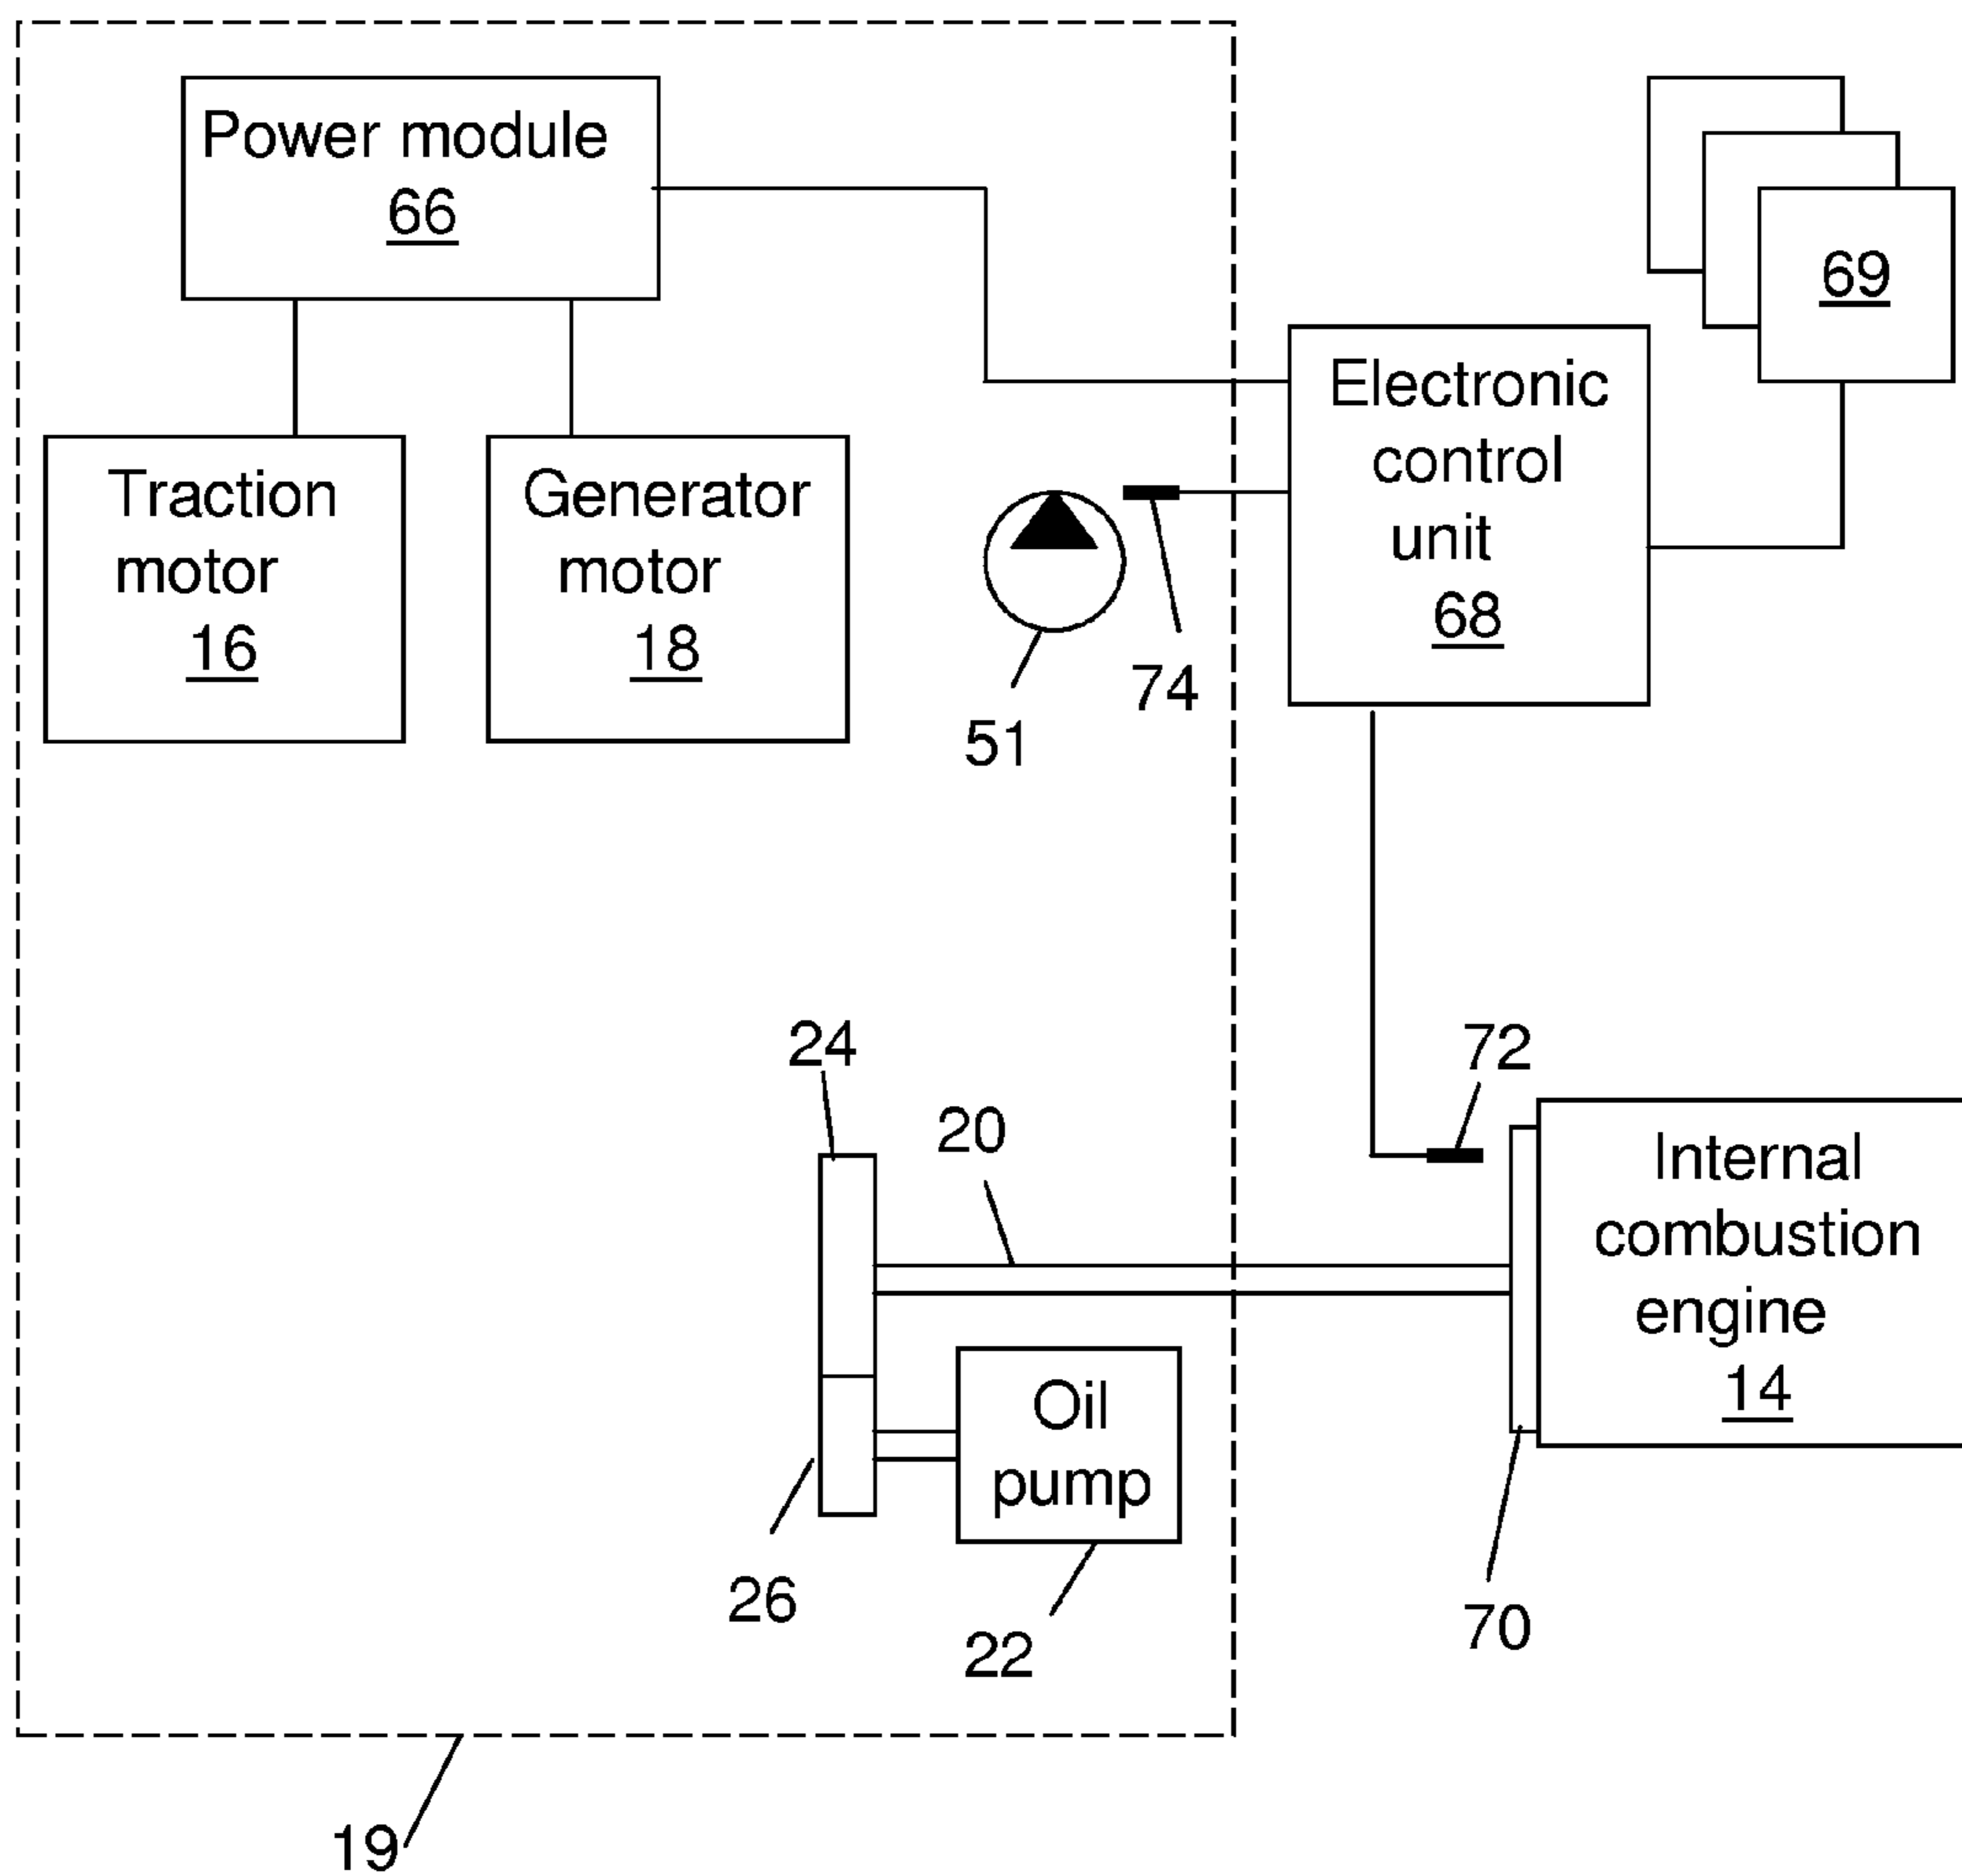 Power module
66
69
Electronic
control
unit
68
Traction
motor
16
Generator
motor
18
74
51
24
20
72
Internal
combustion
engine
14
Oil
pump
26
22
70
19